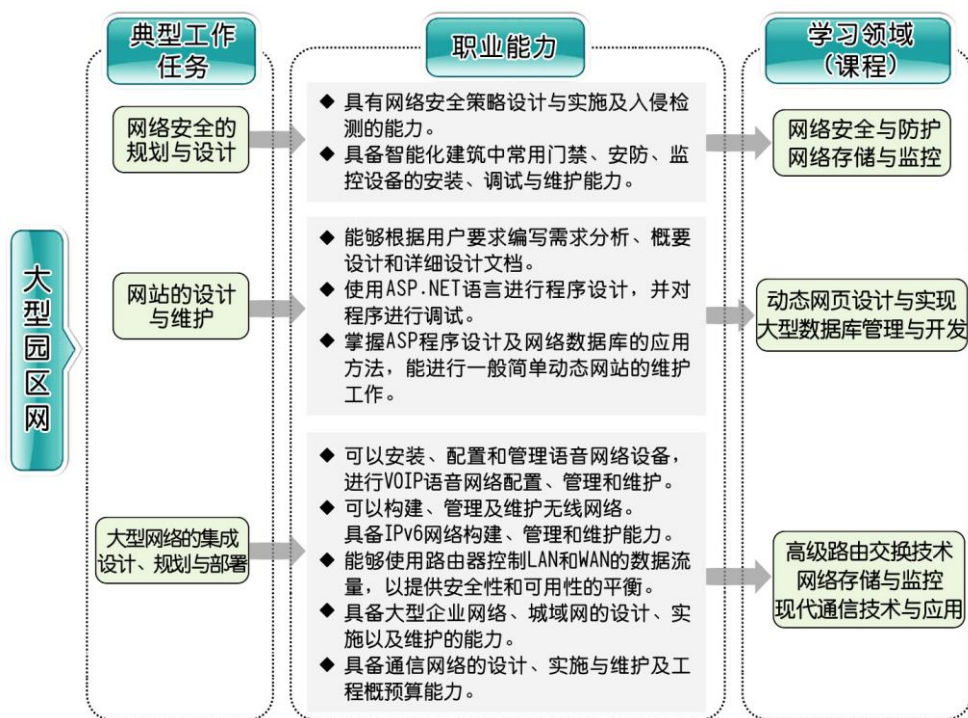 典型工作
任务
职业能力
学习领域
(课程)
大型园区网
网络安全的
规划与设计
◆ 具有网络安全策略设计与实施及入侵检
测的能力。
◆ 具备智能化建筑中常用门禁、安防、监
控设备的安装、调试与维护能力。
网络安全与防护
网络存储与监控
网站的设计
与维护
◆ 能够根据用户要求编写需求分析、概要
设计和详细设计文档。
◆ 使用ASP.NET语言进行程序设计，并对
程序进行调试。
◆ 掌握ASP程序设计及网络数据库的应用
方法，能进行一般简单动态网站的维护
工作。
动态网页设计与实现
大型数据库管理与开发
大型网络的集成
设计、规划与部署
◆ 可以安装、配置和管理语音网络设备，
进行VOIP语音网络配置、管理和维护。
◆ 可以构建、管理及维护无线网络。
具备IPv6网络构建、管理和维护能力。
◆ 能够使用路由器控制LAN和WAN的数据流
量，以提供安全性和可用性的平衡。
◆ 具备大型企业网络、城域网的设计、实
施以及维护的能力。
◆ 具备通信网络的设计、实施与维护及工
程概预算能力。
高级路由交换技术
网络存储与监控
现代通信技术与应用